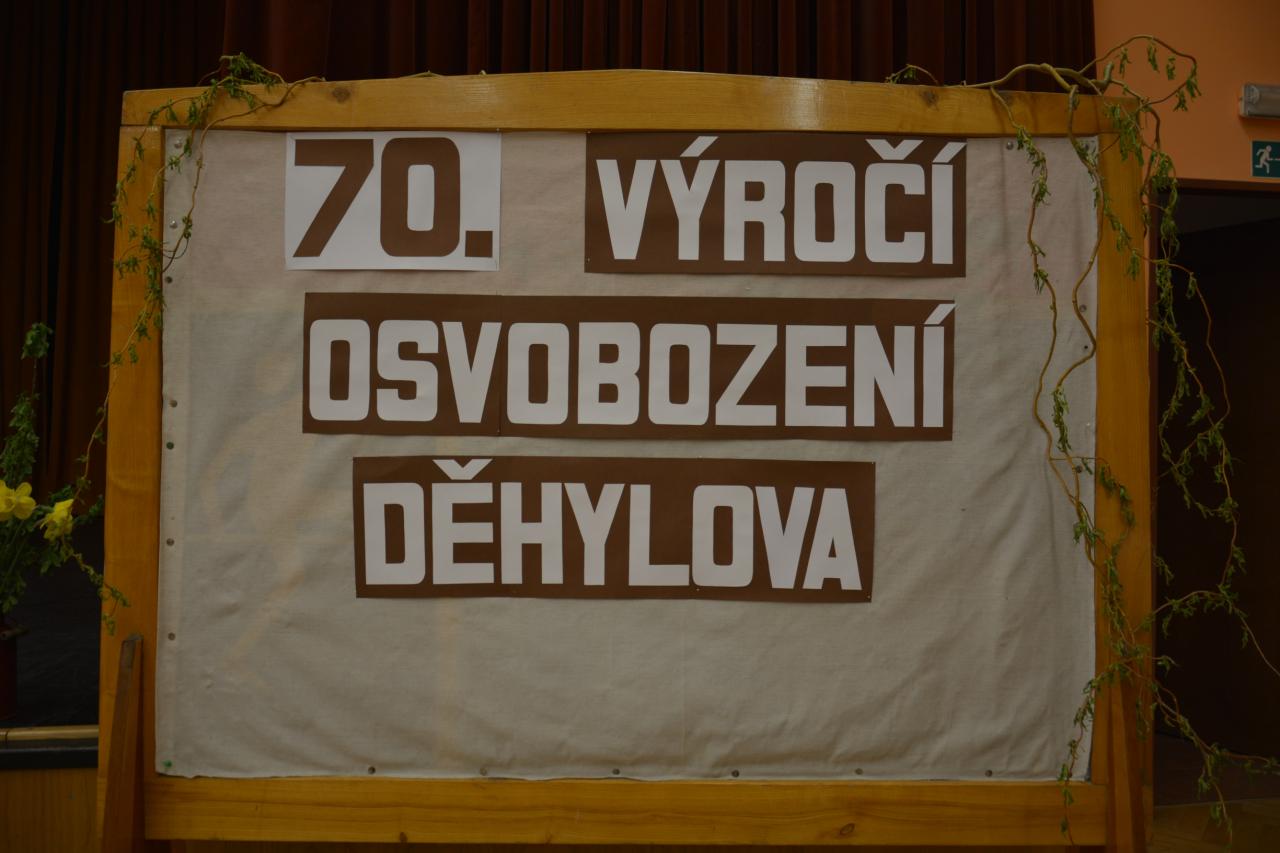 70. VÝROČÍ
OSVOBOZENÍ
DĚHYLOVA